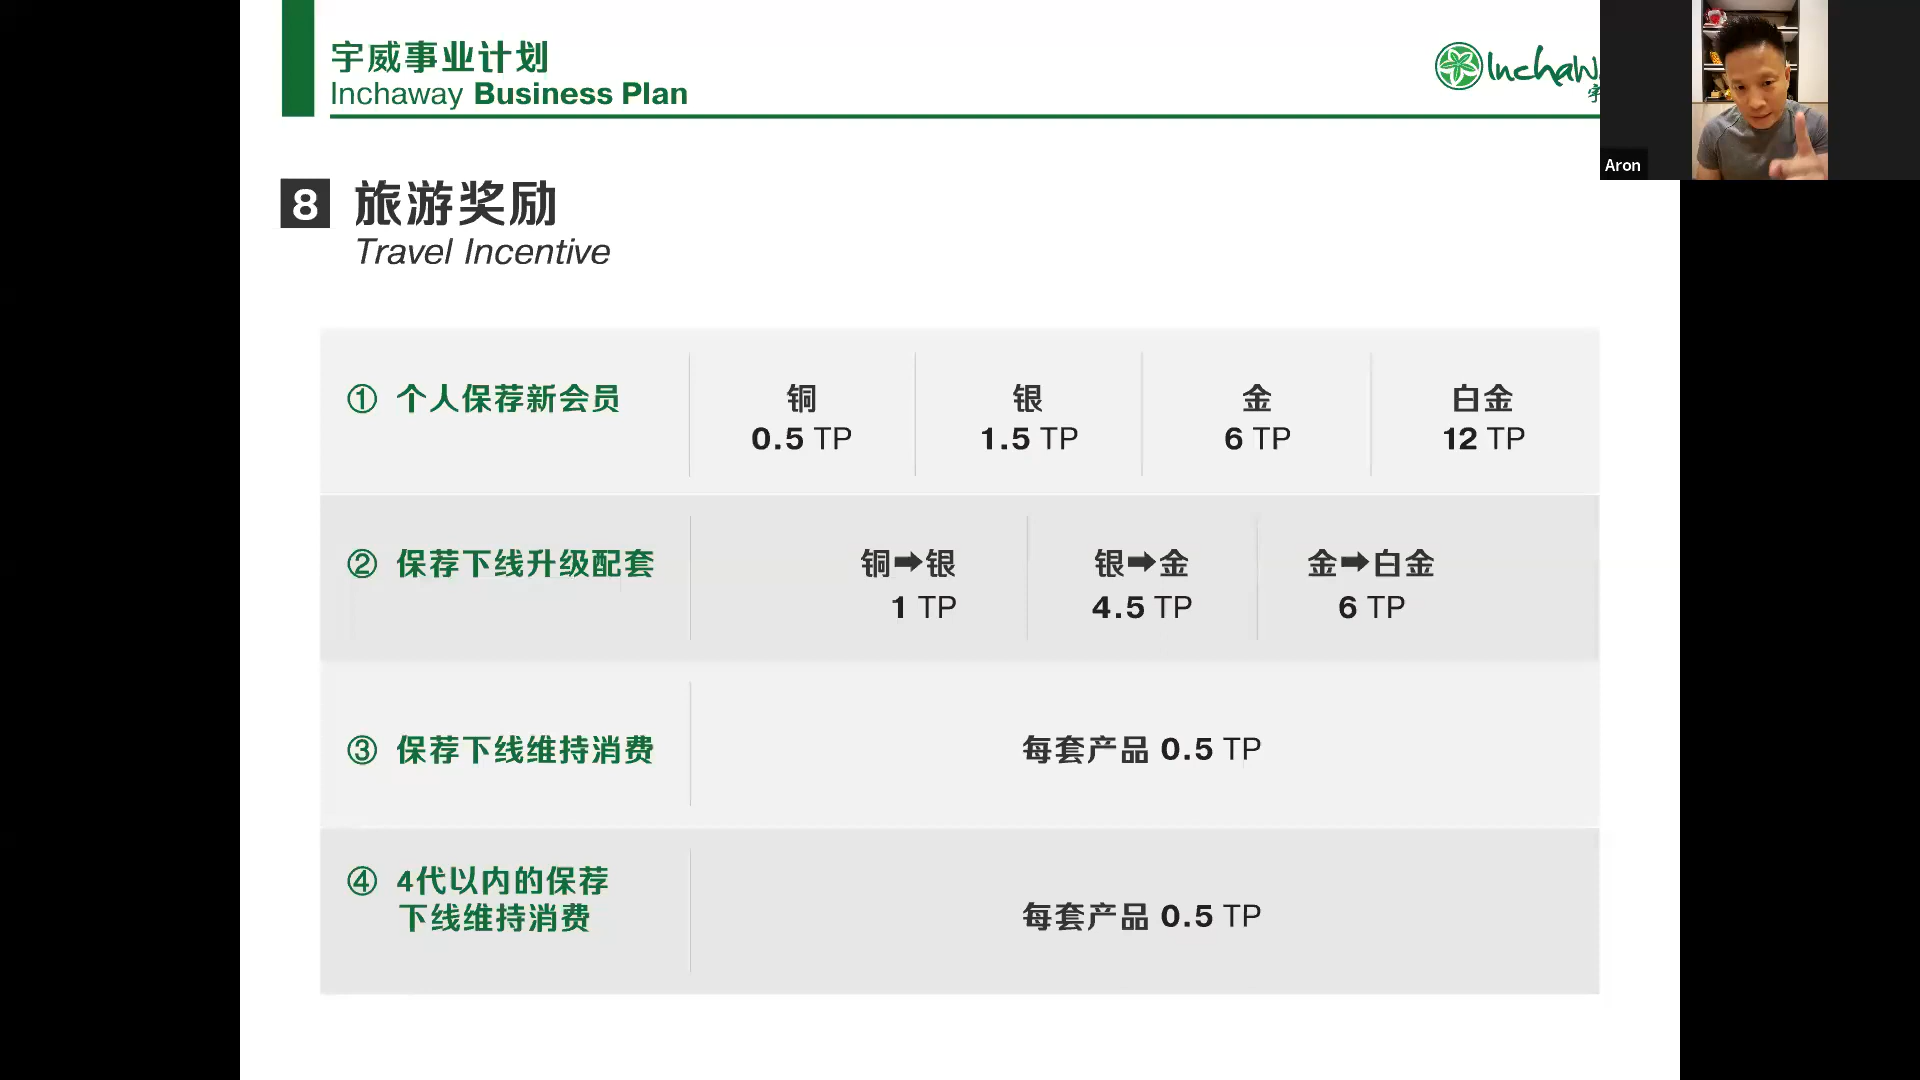 宇威事业计划
Inchaway Business Plan
Inchaw
Aron
8 旅游奖励
Travel Incentive
① 个人保荐新会员
铜 银 金 白金
0.5 TP 1.5 TP 6 TP 12 TP
② 保荐下线升级配套
铜➡银 银➡金 金➡白金
1 TP 4.5 TP 6 TP
③ 保荐下线维持消费
每套产品 0.5 TP
④ 4代以内的保荐
下线维持消费
每套产品 0.5 TP